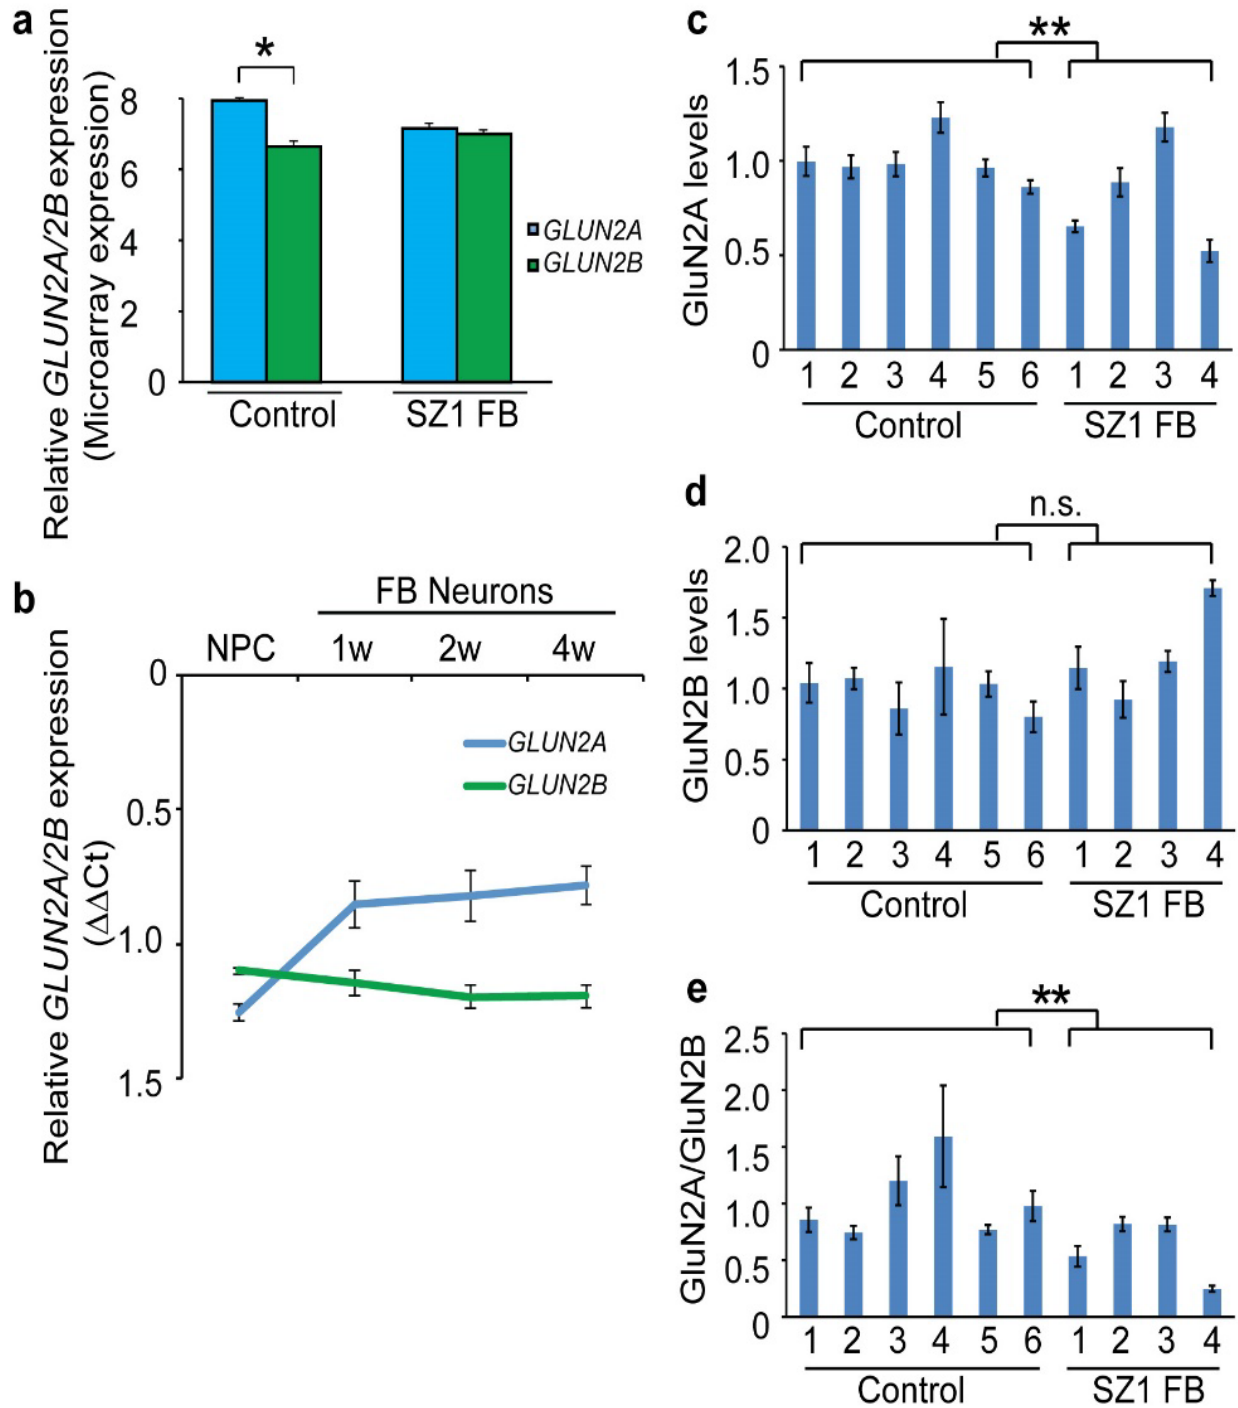 a
Relative GLUN2A/2B expression
(Microarray expression)
*
8
6
4
2
0
GLUN2A
GLUN2B
Control
SZ1 FB
b
Relative GLUN2A/2B expression
(ΔΔCt)
FB Neurons
NPC 1w 2w 4w
0
0.5
1.0
1.5
GLUN2A
GLUN2B
c
GluN2A levels
**
1.5
1.0
0.5
0
1 2 3 4 5 6 1 2 3 4
Control SZ1 FB
d
GluN2B levels
n.s.
2.0
1.5
1.0
0.5
0
1 2 3 4 5 6 1 2 3 4
Control SZ1 FB
e
GluN2A/GluN2B
**
2.5
2.0
1.5
1.0
0.5
0
1 2 3 4 5 6 1 2 3 4
Control SZ1 FB